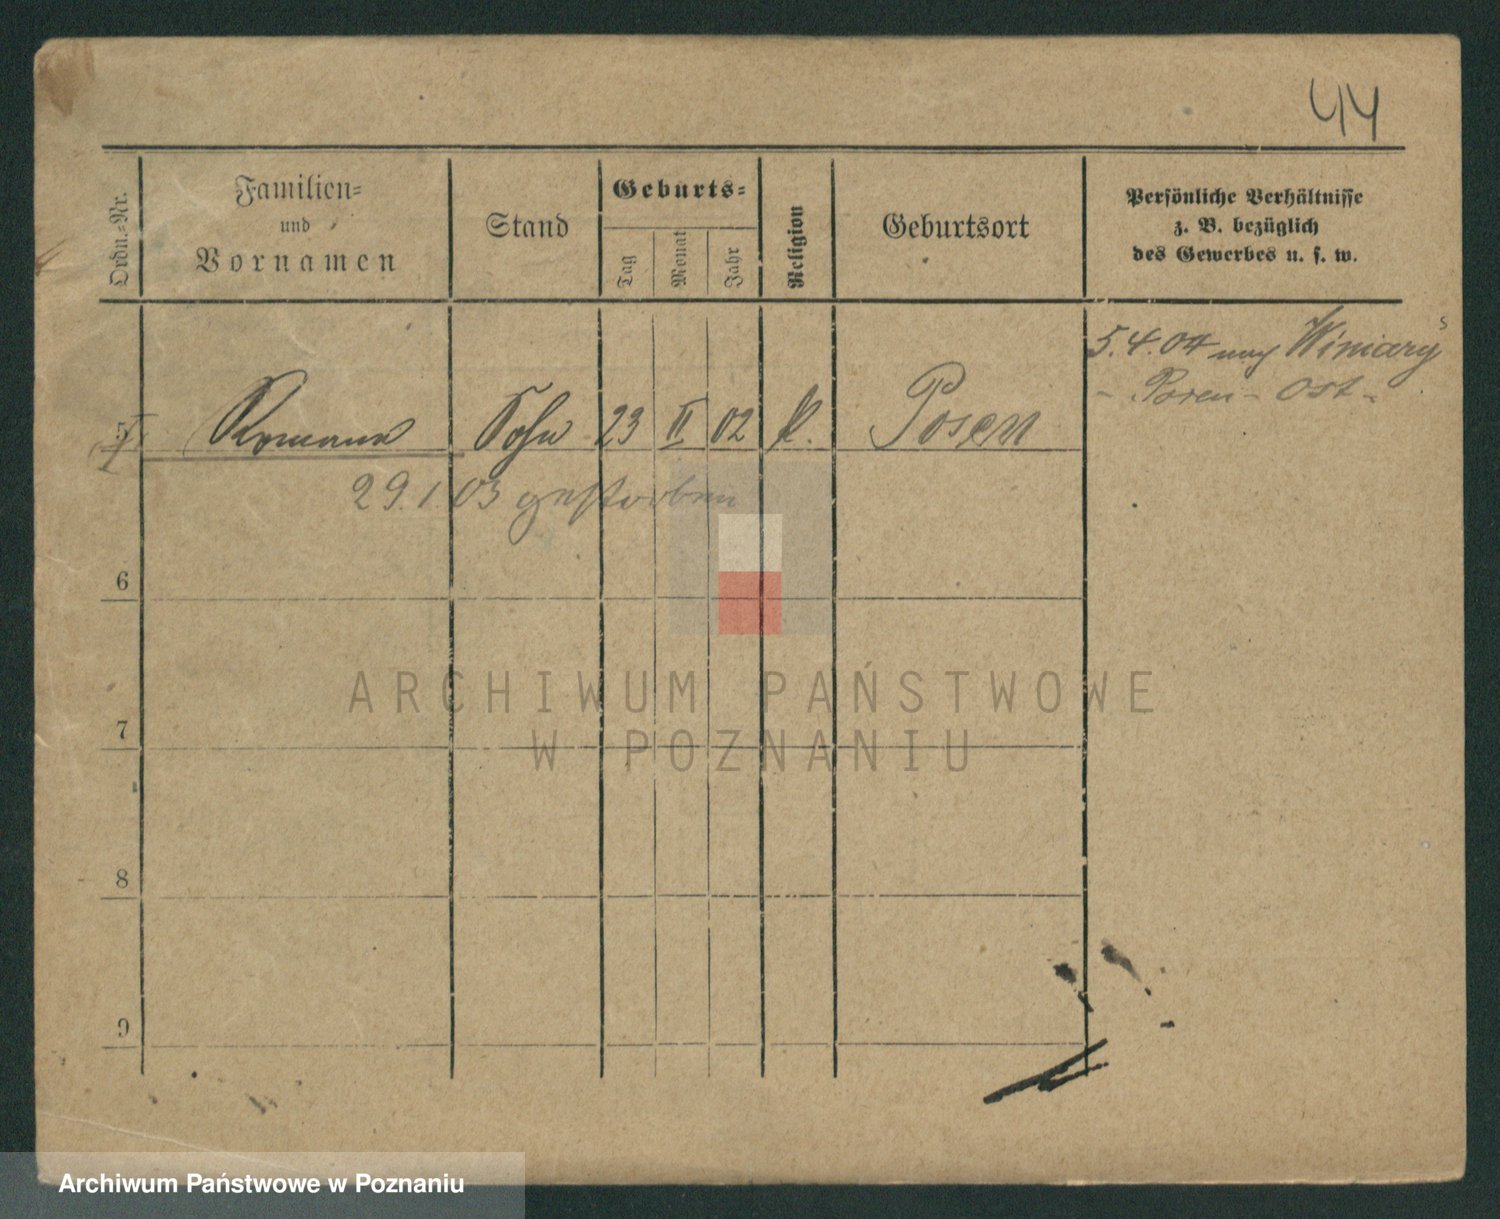 44
Ordn.-Nr.
Familien-
und
Vornamen
Stand
Geburts-
Tag
Monat
Jahr
Religion
Geburtsort
Persönliche Verhältnisse
z. B. bezüglich
des Gewerbes u. s. w.
5.4.04 nach Winiary
- Posen - Ost -
5 Roman Sohn 23 II 02 k. Posen
29.1.03 gestorben
6
7
8
9
ARCHIWUM PAŃSTWOWE
W POZNANIU
Archiwum Państwowe w Poznaniu